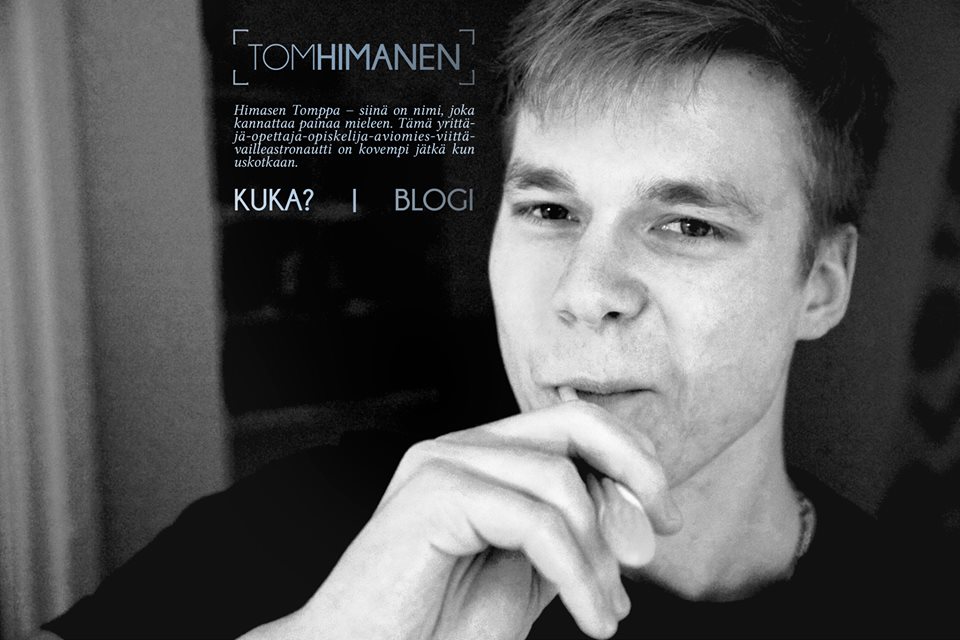 TOMHIMANEN
Himasen Tomppa – siinä on nimi, joka
kannattaa painaa mieleen. Tämä yrittä-
jä-opettaja-opiskelija-aviomies-viittä-
vailleastronautti on kovempi jätkä kun
uskotkaan.
KUKA? | BLOGI